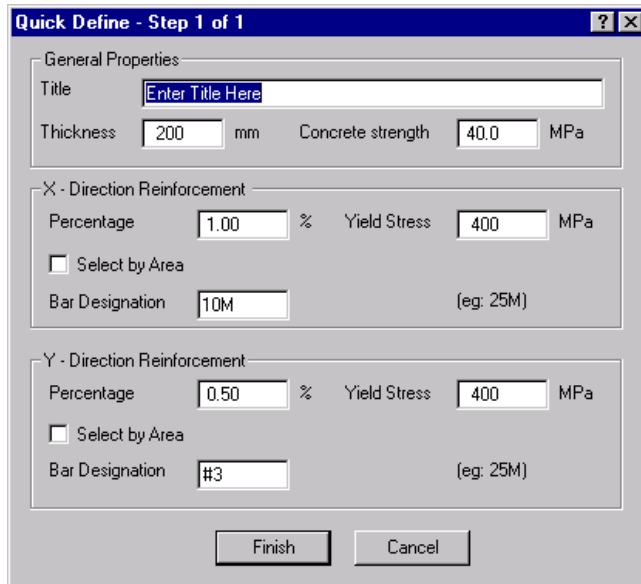 Quick Define - Step 1 of 1
General Properties
Title Enter Title Here
Thickness 200 mm Concrete strength 40.0 MPa
X - Direction Reinforcement
Percentage 1.00 % Yield Stress 400 MPa
Select by Area
Bar Designation 10M (eg: 25M)
Y - Direction Reinforcement
Percentage 0.50 % Yield Stress 400 MPa
Select by Area
Bar Designation #3 (eg: 25M)
Finish Cancel